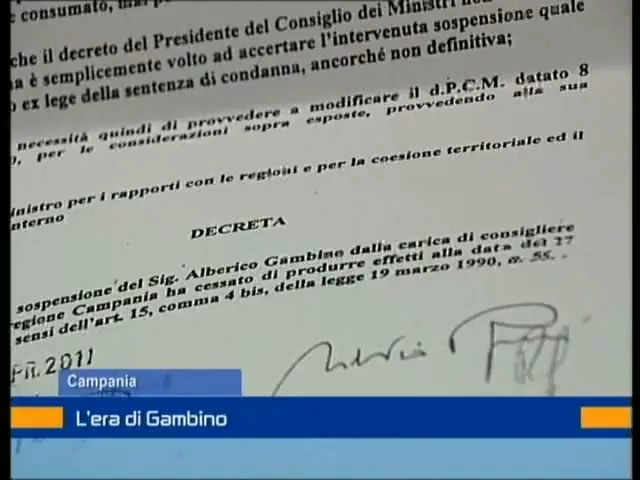 e consumato,
che il decreto del Presidente del Consiglio dei Ministri non
na è semplicemente volto ad accertare l'intervenuta sospensione quale
o ex lege della sentenza di condanna, ancorché non definitiva;
necessità quindi di provvedere a modificare il d.P.C.M. datato 8
), per le considerazioni sopra esposte, provvedendo alla sua
inistro per i rapporti con le regioni e per la coesione territoriale ed il
nterno
DECRETA
sospensione del Sig. Alberico Gambino dalla carica di consigliere
regione Campania ha cessato di produrre effetti alla data del 27
sensi dell'art. 15, comma 4 bis, della legge 19 marzo 1990, n. 55.
2011
Campania
L'era di Gambino